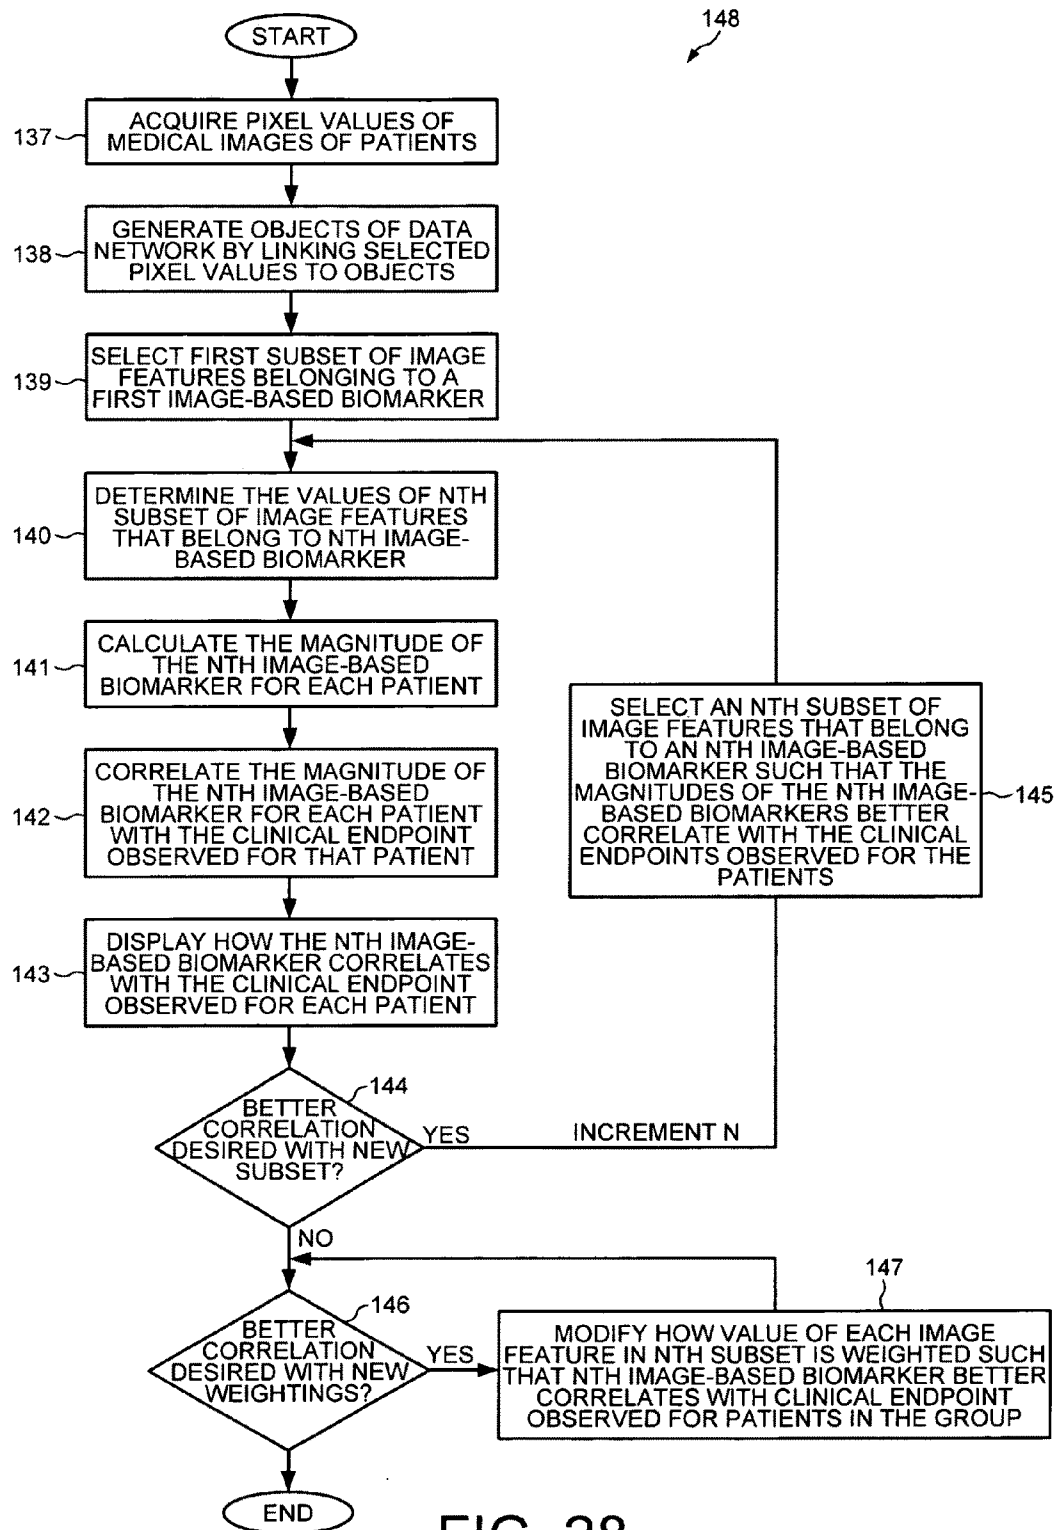 START
148
137
ACQUIRE PIXEL VALUES OF
MEDICAL IMAGES OF PATIENTS
138
GENERATE OBJECTS OF DATA
NETWORK BY LINKING SELECTED
PIXEL VALUES TO OBJECTS
139
SELECT FIRST SUBSET OF IMAGE
FEATURES BELONGING TO A
FIRST IMAGE-BASED BIOMARKER
140
DETERMINE THE VALUES OF NTH
SUBSET OF IMAGE FEATURES
THAT BELONG TO NTH IMAGE-
BASED BIOMARKER
141
CALCULATE THE MAGNITUDE OF
THE NTH IMAGE-BASED
BIOMARKER FOR EACH PATIENT
142
CORRELATE THE MAGNITUDE OF
THE NTH IMAGE-BASED
BIOMARKER FOR EACH PATIENT
WITH THE CLINICAL ENDPOINT
OBSERVED FOR THAT PATIENT
SELECT AN NTH SUBSET OF
IMAGE FEATURES THAT BELONG
TO AN NTH IMAGE-BASED
BIOMARKER SUCH THAT THE
MAGNITUDES OF THE NTH IMAGE-
BASED BIOMARKERS BETTER
CORRELATE WITH THE CLINICAL
ENDPOINTS OBSERVED FOR THE
PATIENTS
145
143
DISPLAY HOW THE NTH IMAGE-
BASED BIOMARKER CORRELATES
WITH THE CLINICAL ENDPOINT
OBSERVED FOR EACH PATIENT
144
BETTER
CORRELATION
DESIRED WITH NEW
SUBSET?
YES
INCREMENT N
NO
146
BETTER
CORRELATION
DESIRED WITH NEW
WEIGHTINGS?
YES
147
MODIFY HOW VALUE OF EACH IMAGE
FEATURE IN NTH SUBSET IS WEIGHTED SUCH
THAT NTH IMAGE-BASED BIOMARKER BETTER
CORRELATES WITH CLINICAL ENDPOINT
OBSERVED FOR PATIENTS IN THE GROUP
END
FIG. 28